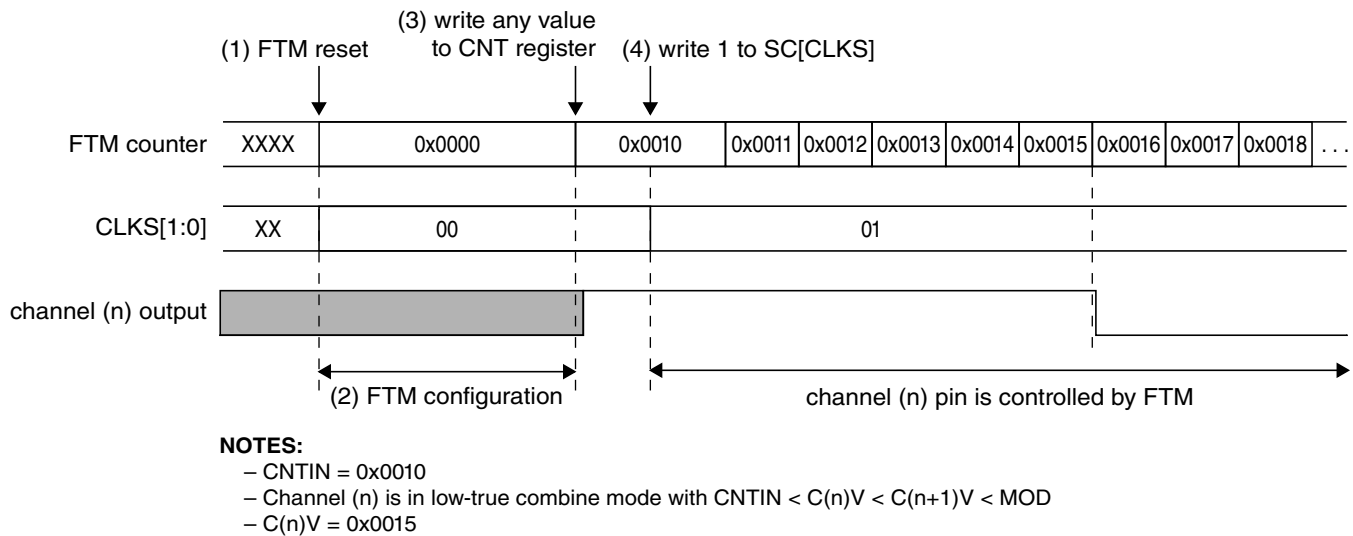 (3) write any value
(1) FTM reset to CNT register (4) write 1 to SC[CLKS]
FTM counter XXXX 0x0000 0x0010 0x0011 0x0012 0x0013 0x0014 0x0015 0x0016 0x0017 0x0018 . . .
CLKS[1:0] XX 00 01
channel (n) output
(2) FTM configuration channel (n) pin is controlled by FTM
NOTES:
– CNTIN = 0x0010
– Channel (n) is in low-true combine mode with CNTIN < C(n)V < C(n+1)V < MOD
– C(n)V = 0x0015